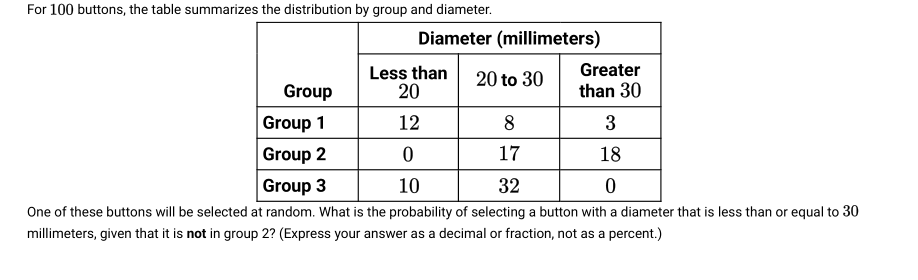 For 100 buttons, the table summarizes the distribution by group and diameter.
Diameter (millimeters)
Group
Less than
20
20 to 30
Greater
than 30
Group 1 12 8 3
Group 2 0 17 18
Group 3 10 32 0
One of these buttons will be selected at random. What is the probability of selecting a button with a diameter that is less than or equal to 30
millimeters, given that it is not in group 2? (Express your answer as a decimal or fraction, not as a percent.)